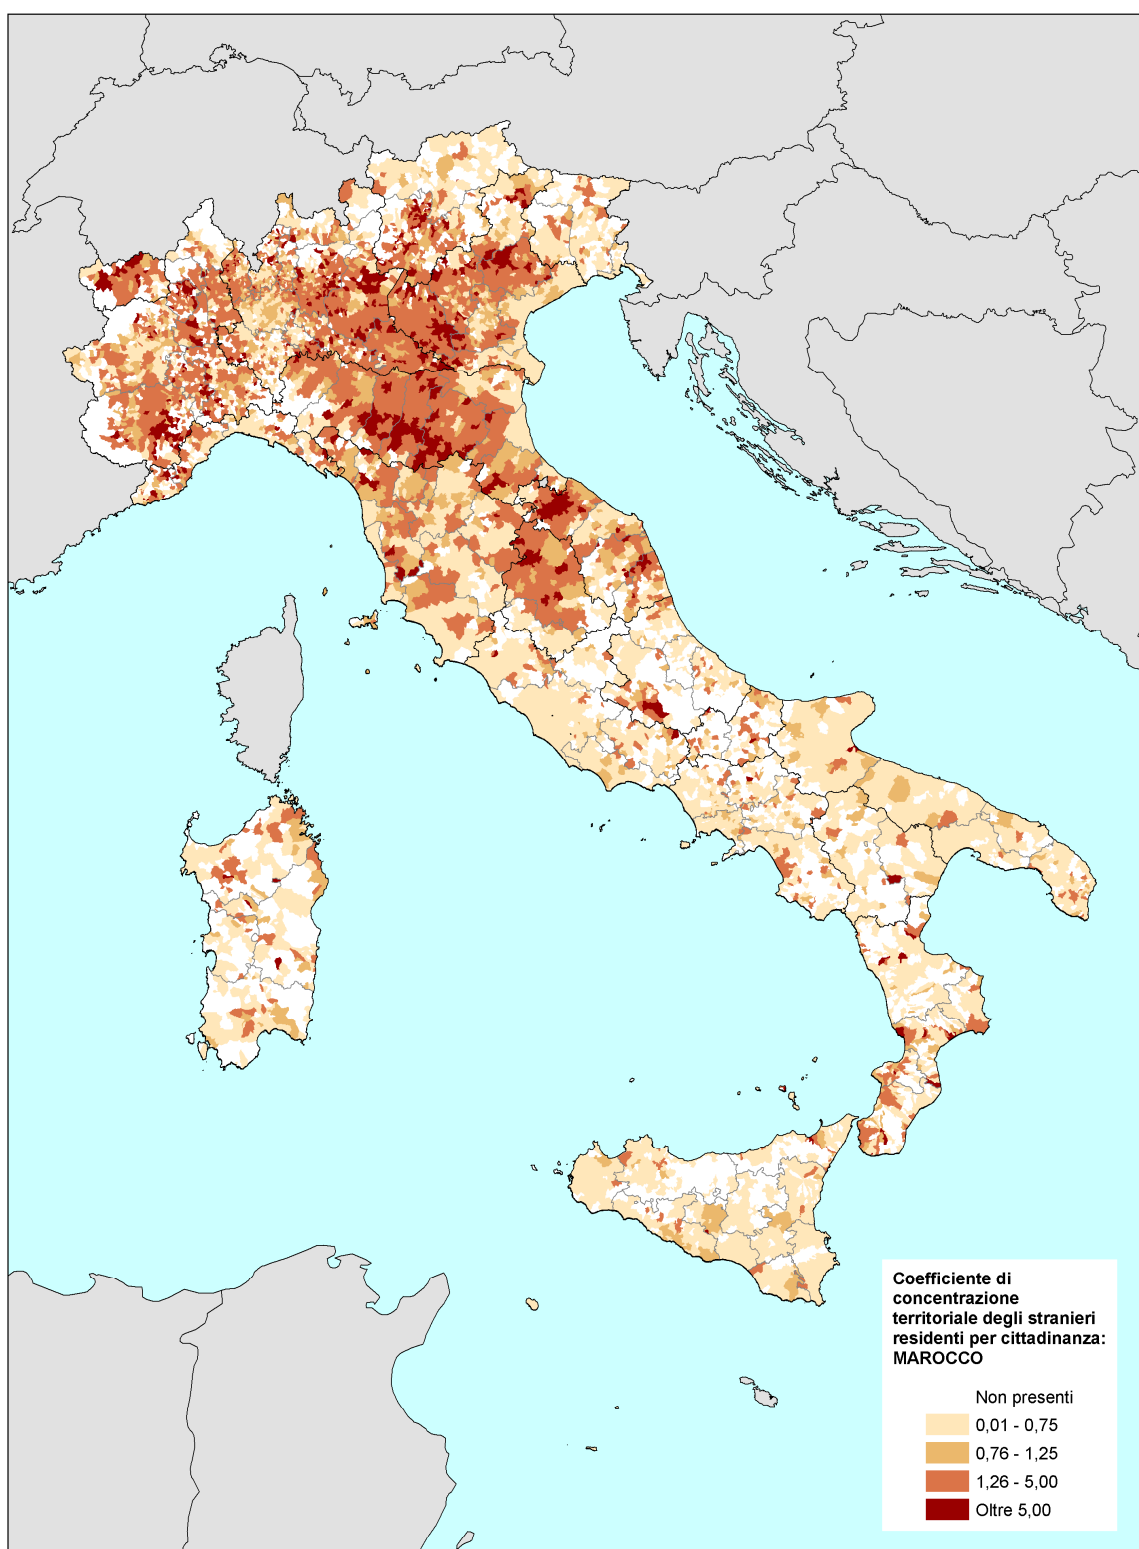 Coefficiente di
concentrazione
territoriale degli stranieri
residenti per cittadinanza:
MAROCCO
Non presenti
0,01 - 0,75
0,76 - 1,25
1,26 - 5,00
Oltre 5,00